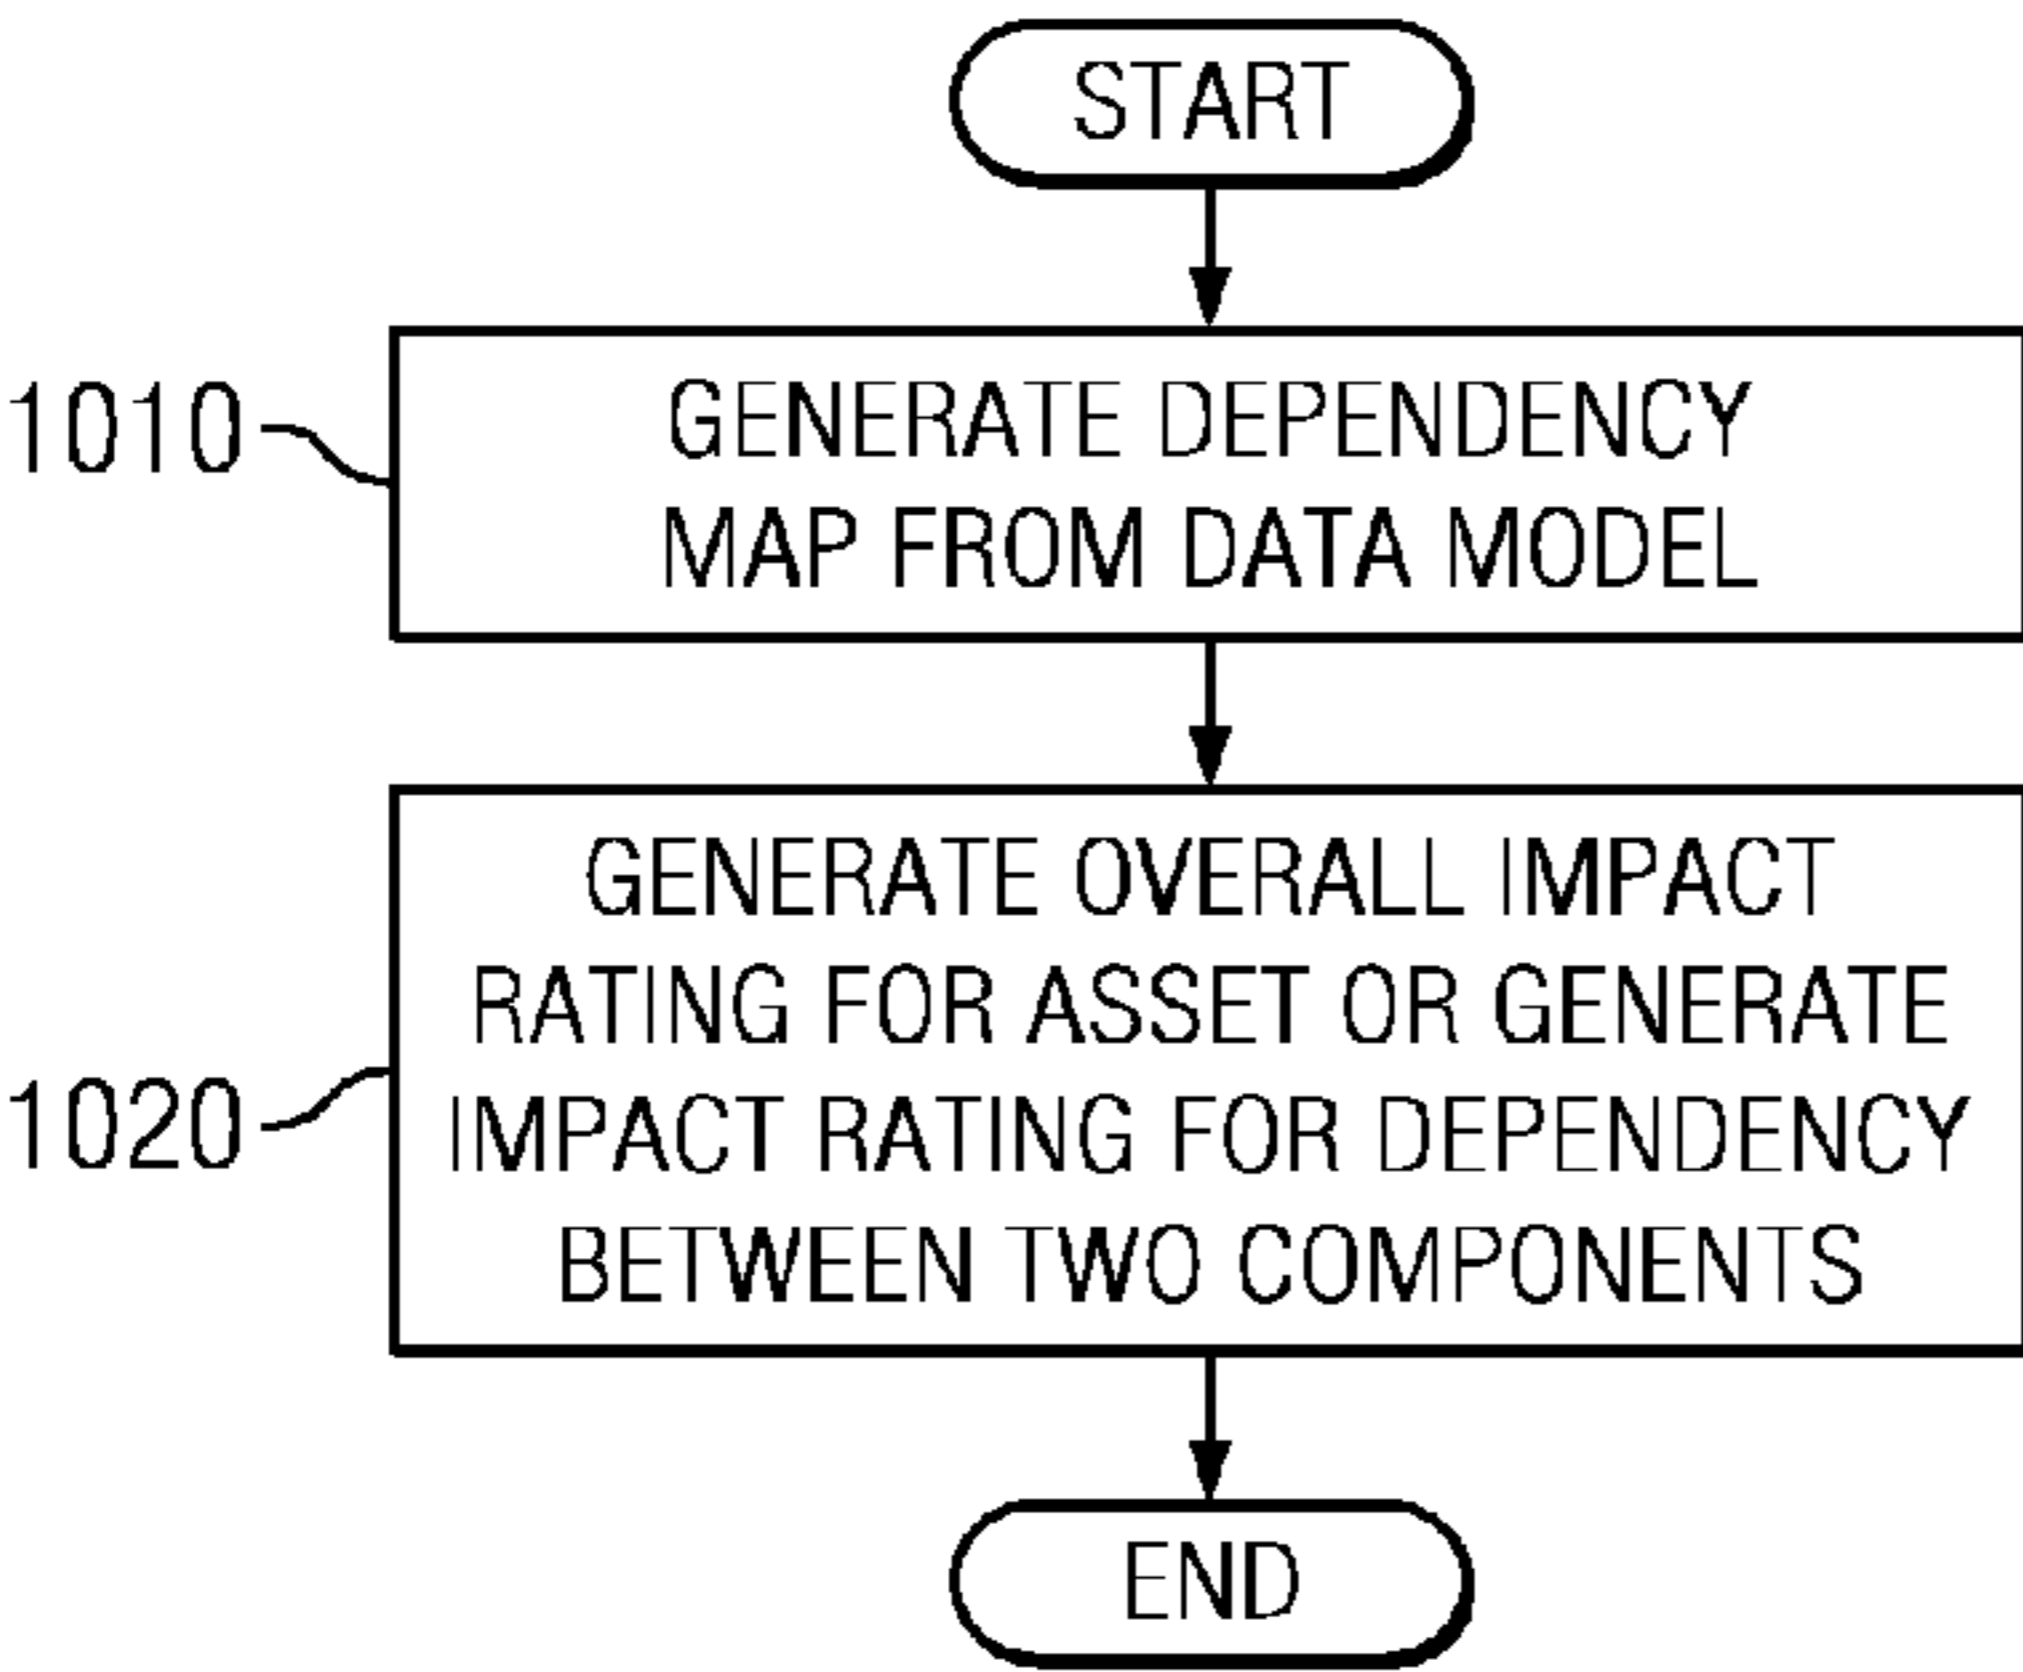 START
1010
GENERATE DEPENDENCY
MAP FROM DATA MODEL
GENERATE OVERALL IMPACT
RATING FOR ASSET OR GENERATE
1020
IMPACT RATING FOR DEPENDENCY
BETWEEN TWO COMPONENTS
END